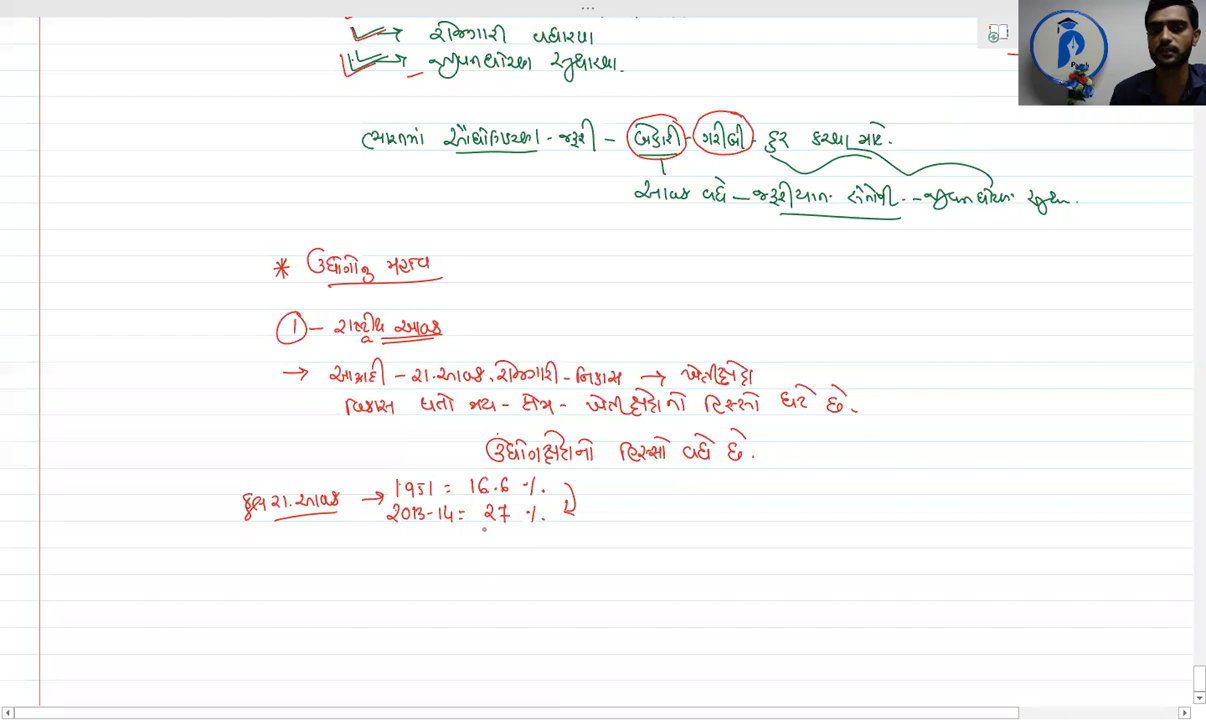 → રોજગારી વધારવા
→ જીવનધોરણ સુધારવા.
ભારતમાં ઔદ્યોગિકરણ - જરૂરી - બેકારી - ગરીબી - દુર કરવા માટે.
આવક વધે - જરૂરીયાત સંતોષી - જીવનધોરણ સુધરે.
* ઉદ્યોગોનું મહત્વ
① - રાષ્ટ્રીય આવક
→ આઝાદી - રા.આવક, રોજગારી - નિકાસ → ખેતીક્ષેત્રે
વિકાસ થતો જાય - તેમ - ખેતીક્ષેત્રનો હિસ્સો ઘટે છે.
ઉદ્યોગક્ષેત્રનો હિસ્સો વધે છે.
કુલ રા.આવક → 1951 = 16.6 %.
2013-14 = 27 %.